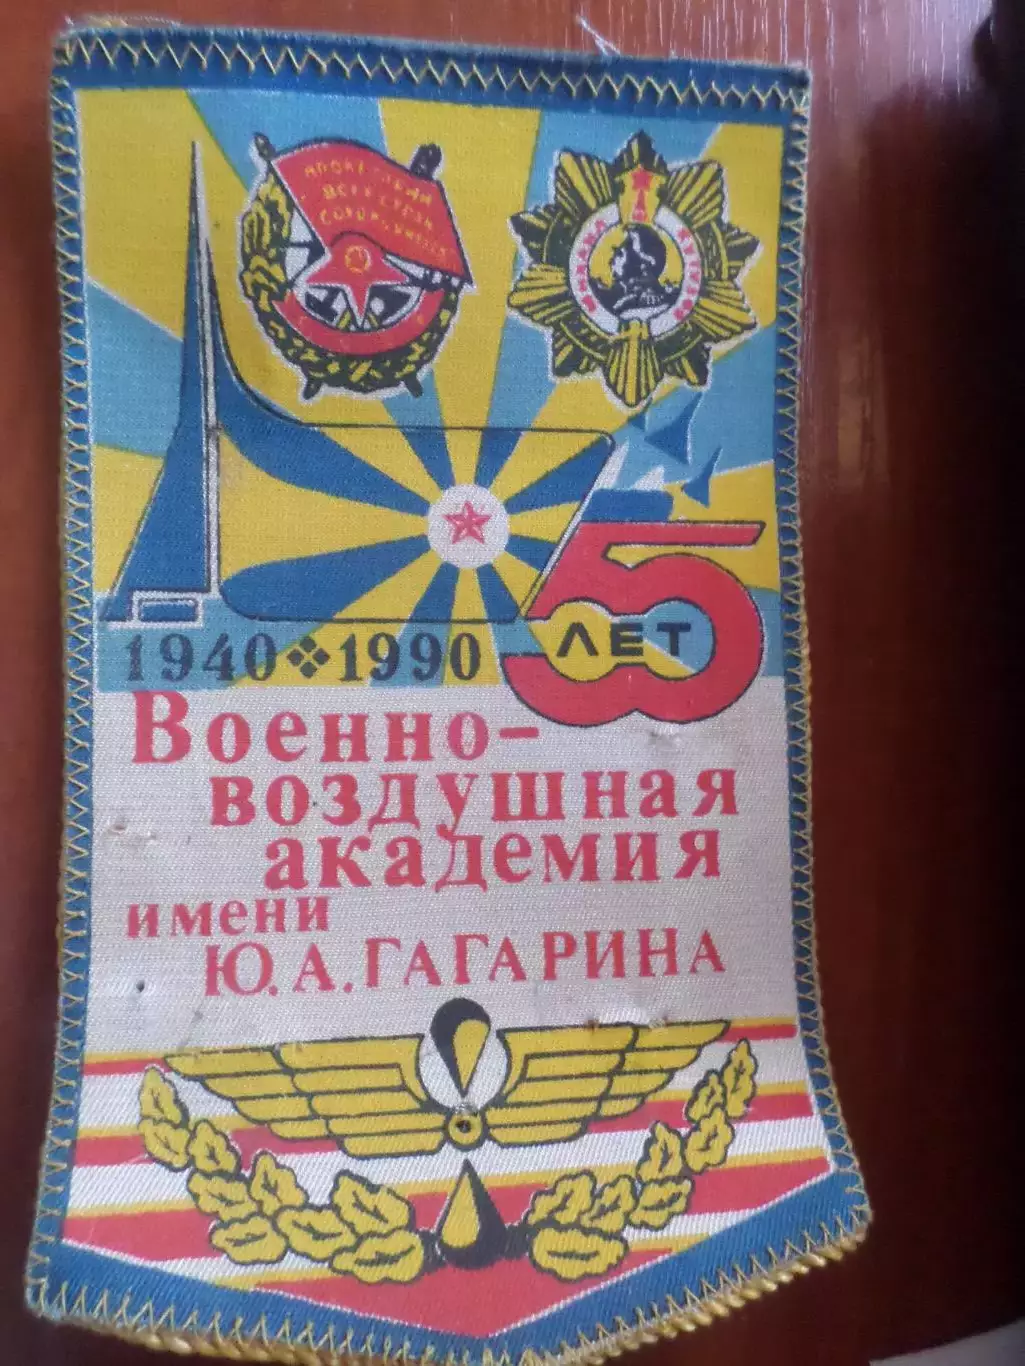 1940 1990
50 ЛЕТ
Военно-
воздушная
академия
имени
Ю.А.ГАГАРИНА